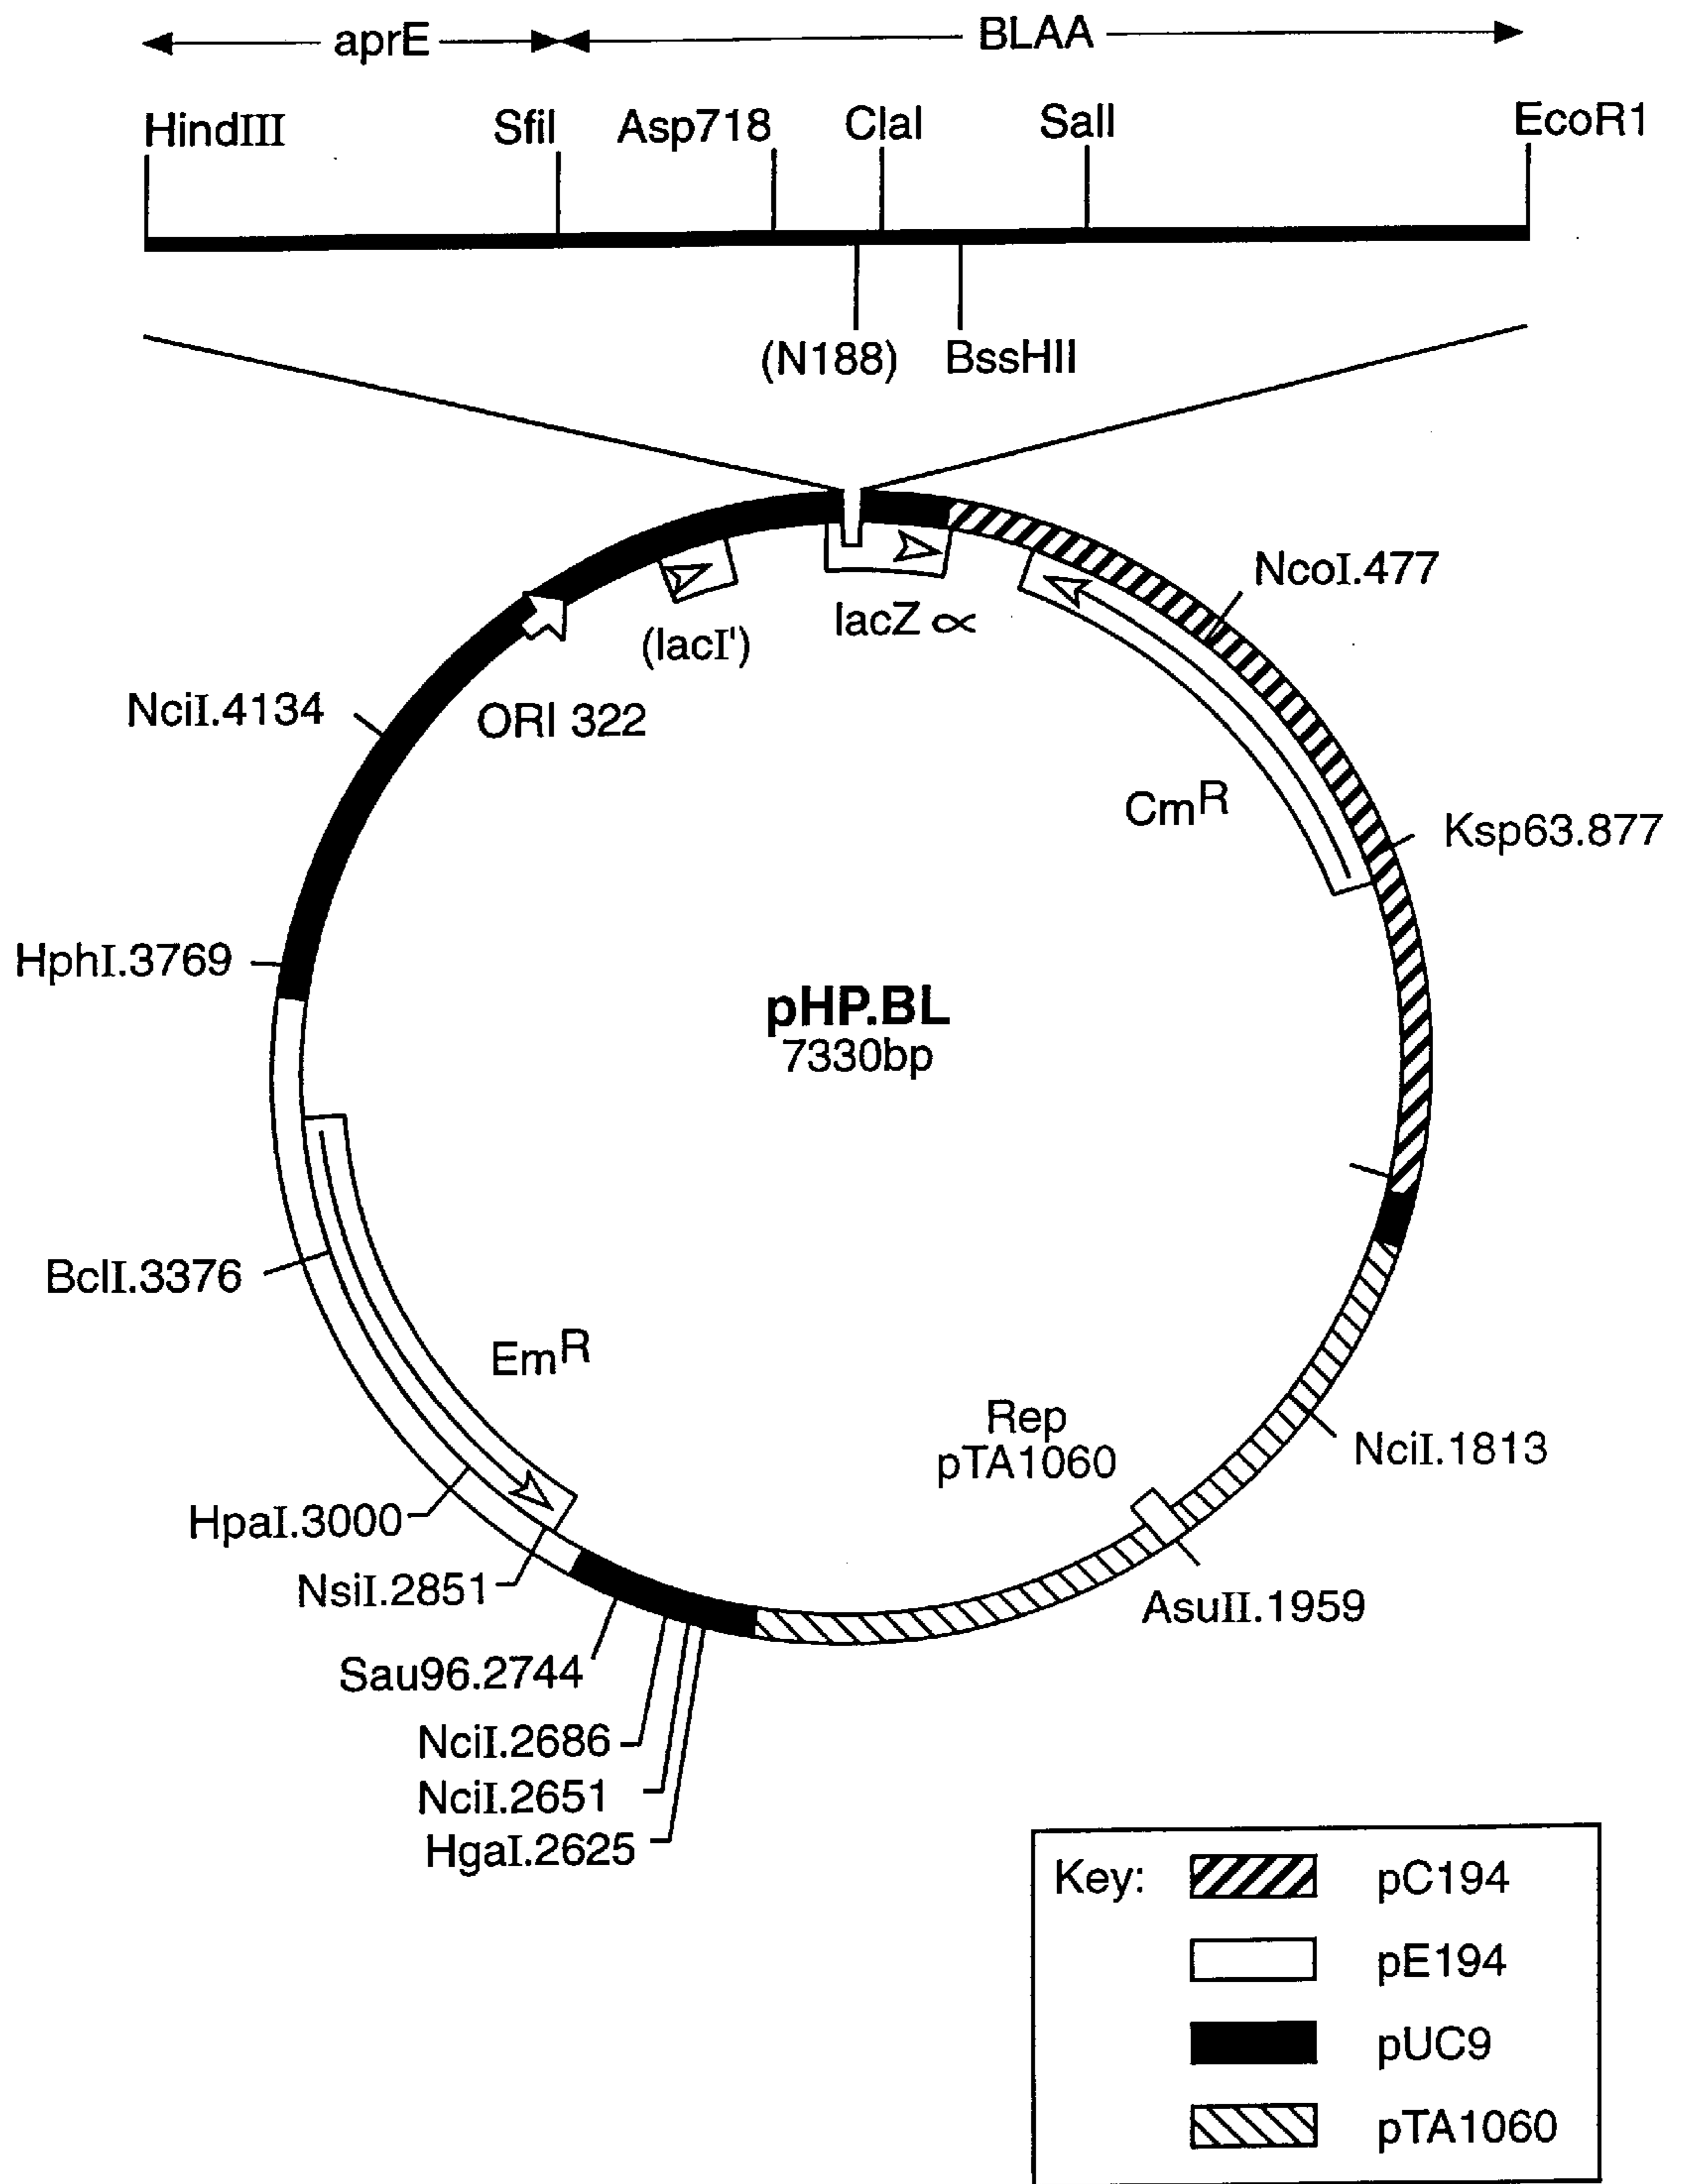 aprE BLAA
HindIII SfiI Asp718 ClaI SalI EcoR1
(N188) BssHII
NcoI.477
lacZ ∝
(lacI')
NciI.4134
ORI 322
CmR
Ksp63.877
HphI.3769
pHP.BL
7330bp
BclI.3376
EmR
Rep
pTA1060
NciI.1813
HpaI.3000
NsiI.2851
AsuII.1959
Sau96.2744
NciI.2686
NciI.2651
HgaI.2625
Key: pC194
pE194
pUC9
pTA1060